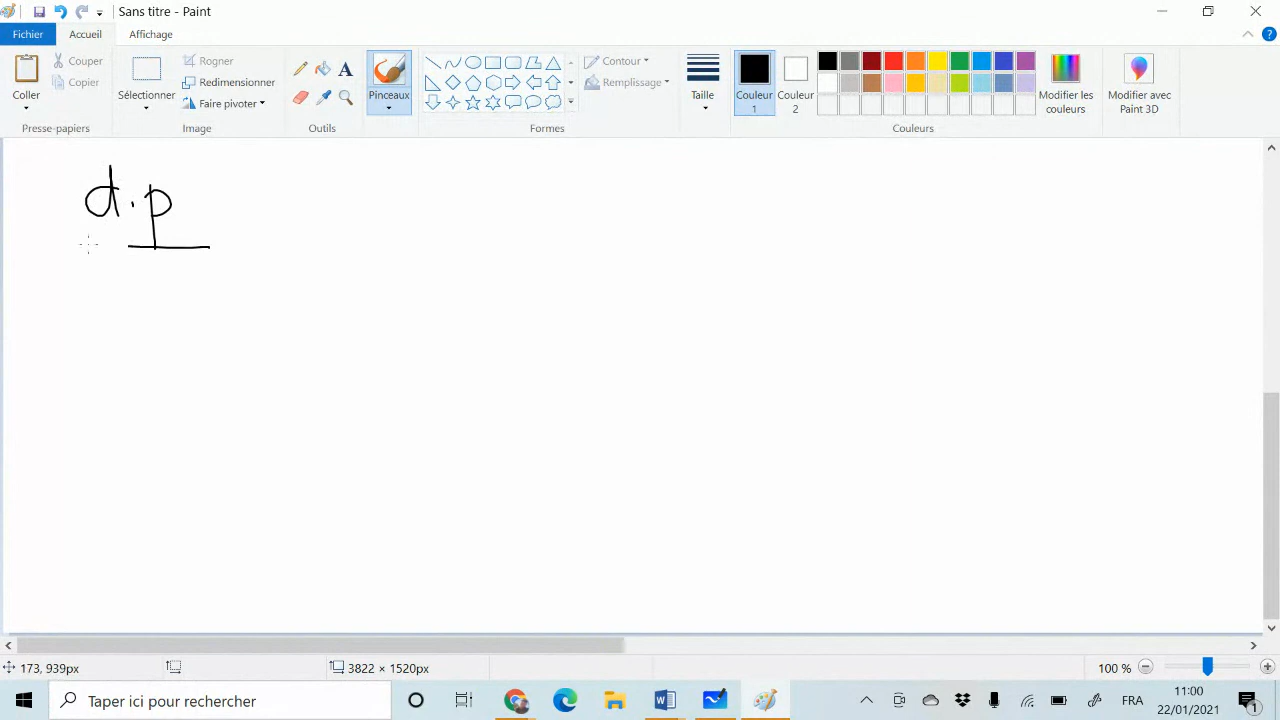 Sans titre - Paint
Fichier Accueil Affichage
Coller
Couper
Copier
Presse-papiers
Sélectionner
Rogner
Redimensionner
Faire pivoter
Image
A
Outils
Pinceaux
Contour
Remplissage
Formes
Taille
Couleur 1
Couleur 2
Modifier les couleurs
Couleurs
Modifier avec Paint 3D
d.p
173, 939px
3822 × 1520px
100 %
Taper ici pour rechercher
FRA
11:00
22/01/2021
1